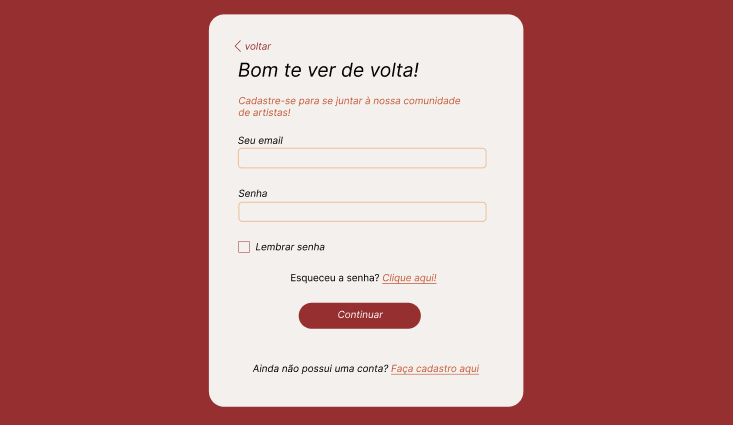 voltar
Bom te ver de volta!
Cadastre-se para se juntar à nossa comunidade
de artistas!
Seu email
Senha
Lembrar senha
Esqueceu a senha? Clique aqui!
Continuar
Ainda não possui uma conta? Faça cadastro aqui